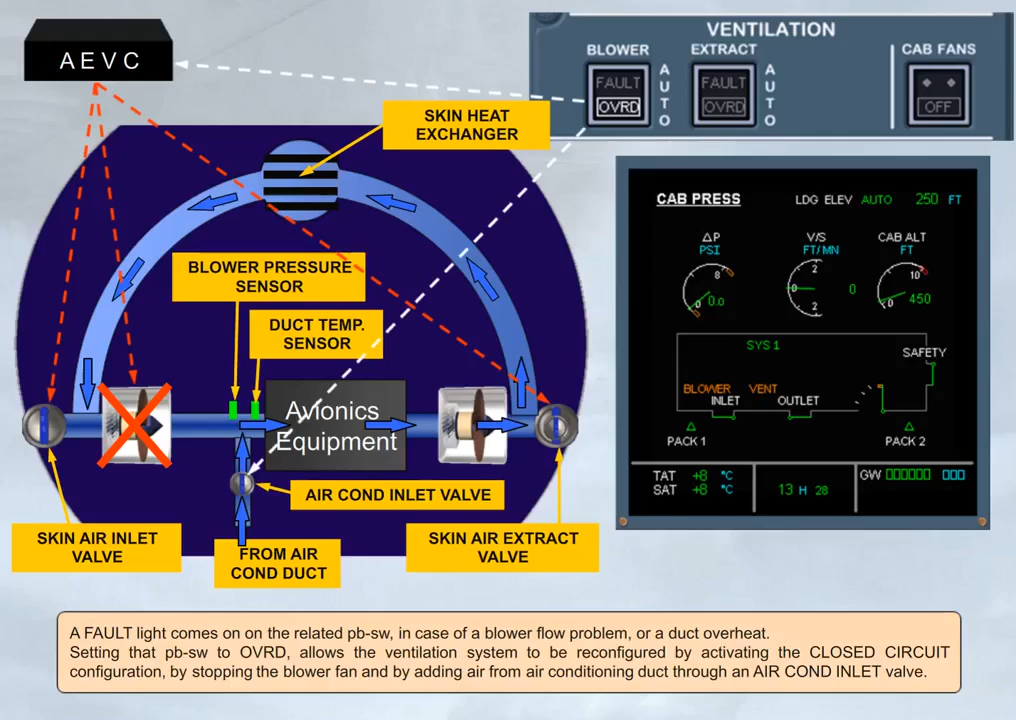 A E V C
VENTILATION
BLOWER
EXTRACT
CAB FANS
FAULT
OVRD
AUTO
FAULT
OVRD
AUTO
OFF
SKIN HEAT
EXCHANGER
BLOWER PRESSURE
SENSOR
DUCT TEMP.
SENSOR
Avionics
Equipment
AIR COND INLET VALVE
SKIN AIR INLET
VALVE
FROM AIR
COND DUCT
SKIN AIR EXTRACT
VALVE
CAB PRESS
LDG ELEV AUTO 250 FT
ΔP
PSI
8
0
0.0
V/S
FT/MN
2
0
2
0
CAB ALT
FT
10
0
450
SYS 1
SAFETY
BLOWER VENT
INLET
OUTLET
PACK 1
PACK 2
TAT +8 °C
SAT +8 °C
13 H 28
GW
A FAULT light comes on on the related pb-sw, in case of a blower flow problem, or a duct overheat.
Setting that pb-sw to OVRD, allows the ventilation system to be reconfigured by activating the CLOSED CIRCUIT
configuration, by stopping the blower fan and by adding air from air conditioning duct through an AIR COND INLET valve.